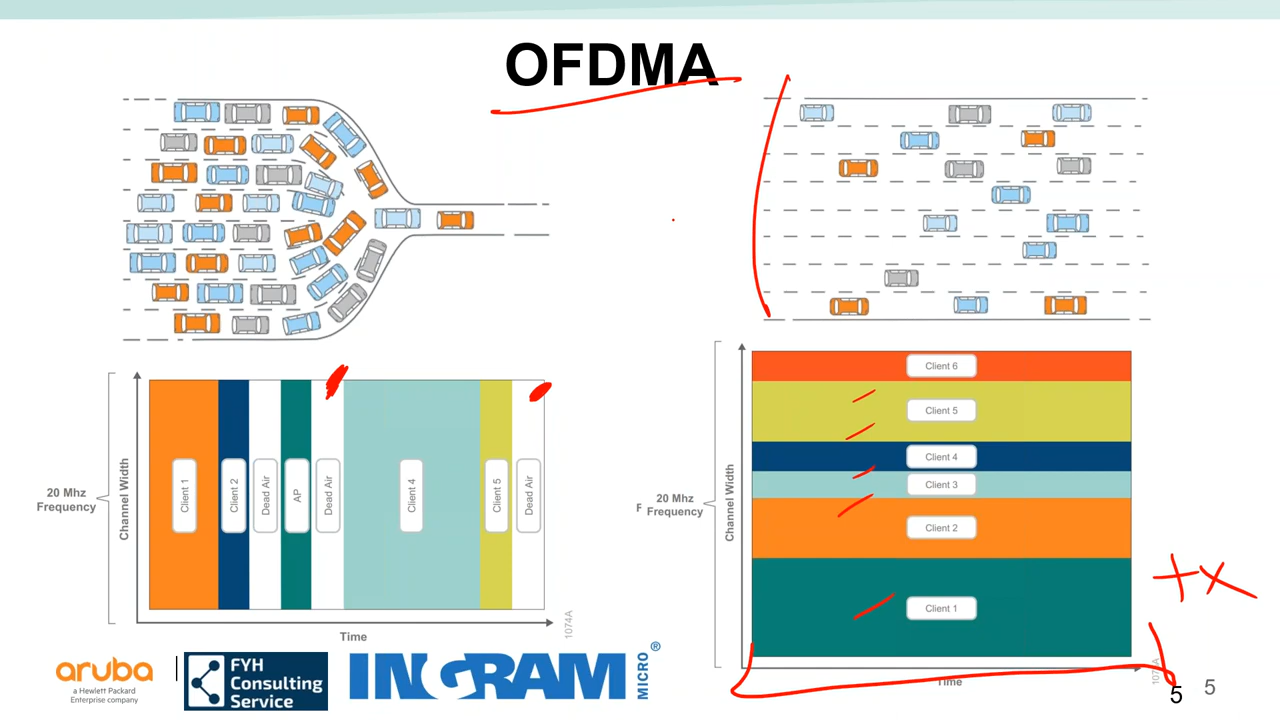 OFDMA
20 Mhz
Frequency
Channel Width
Client 1
Client 2
Dead Air
AP
Dead Air
Client 4
Client 5
Dead Air
Time
1074A
F
20 Mhz
Frequency
Channel Width
Client 6
Client 5
Client 4
Client 3
Client 2
Client 1
Time
tx
aruba
a Hewlett Packard
Enterprise company
FYH
Consulting
Service
INGRAM
MICRO®
5
5